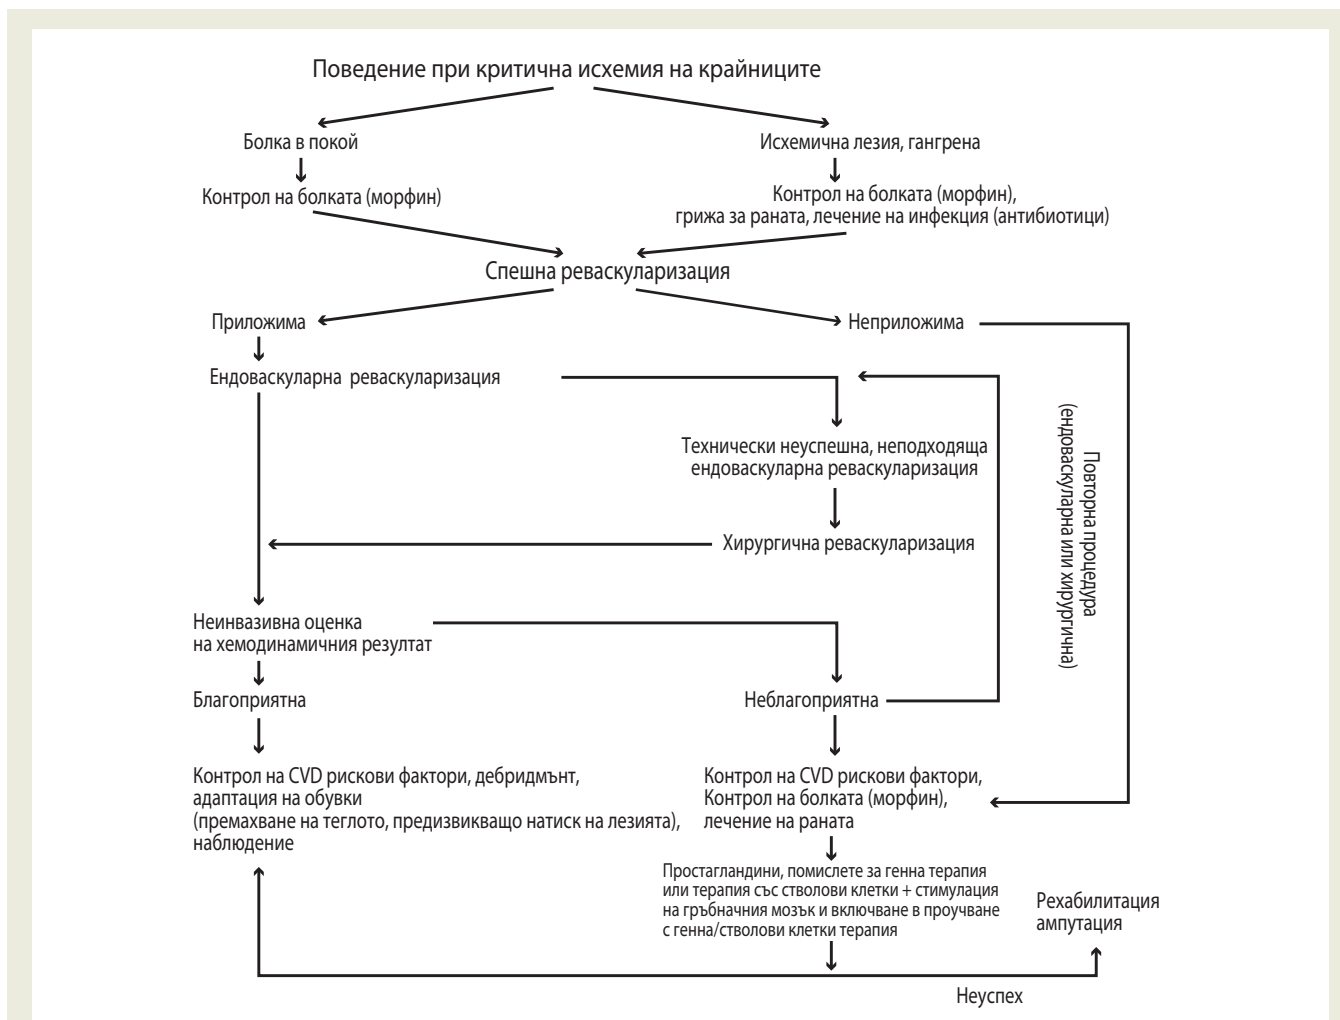 Поведение при критична исхемия на крайниците
Болка в покой
Исхемична лезия, гангрена
Контрол на болката (морфин)
Контрол на болката (морфин),
грижа за раната, лечение на инфекция (антибиотици)
Спешна реваскуларизация
Приложима
Неприложима
Ендоваскуларна реваскуларизация
Технически неуспешна, неподходяща
ендоваскуларна реваскуларизация
Повторна процедура
(ендоваскуларна или хирургична)
Хирургична реваскуларизация
Неинвазивна оценка
на хемодинамичния резултат
Благоприятна
Неблагоприятна
Контрол на CVD рискови фактори, дебридмънт,
адаптация на обувки
(премахване на теглото, предизвикващо натиск на лезията),
наблюдение
Контрол на CVD рискови фактори,
Контрол на болката (морфин),
лечение на раната
Простагландини, помислете за генна терапия
или терапия със стволови клетки + стимулация
на гръбначния мозък и включване в проучване
с генна/стволови клетки терапия
Рехабилитация
ампутация
Неуспех